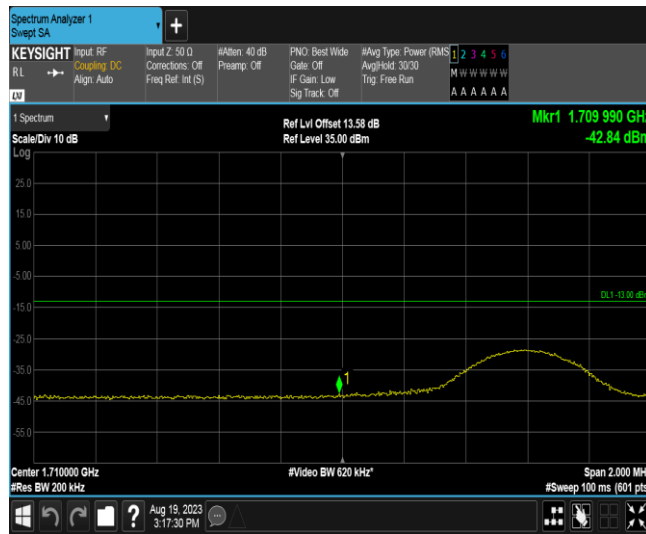 Spectrum Analyzer 1
Swept SA
+
KEYSIGHT
RL
LXI
Input: RF
Coupling: DC
Align: Auto
Input Z: 50 Ω
Corrections: Off
Freq Ref: Int (S)
#Atten: 40 dB
Preamp: Off
PNO: Best Wide
Gate: Off
IF Gain: Low
Sig Track: Off
#Avg Type: Power (RMS
Avg|Hold: 30/30
Trig: Free Run
1 2 3 4 5 6
M W W W W W
A A A A A A
1 Spectrum
Scale/Div 10 dB
Ref Lvl Offset 13.58 dB
Ref Level 35.00 dBm
Mkr1 1.709 990 GH
-42.84 dBm
Log
25.0
15.0
5.00
-5.00
DL1 -13.00 dBm
-15.0
-25.0
-35.0
1
-45.0
-55.0
Center 1.710000 GHz
#Res BW 200 kHz
#Video BW 620 kHz*
Span 2.000 MH
#Sweep 100 ms (601 pts
?
Aug 19, 2023
3:17:30 PM